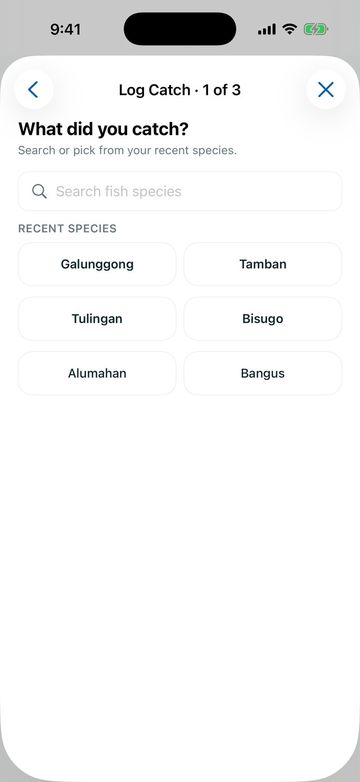 9:41
Log Catch · 1 of 3
What did you catch?
Search or pick from your recent species.
Search fish species
RECENT SPECIES
Galunggong
Tamban
Tulingan
Bisugo
Alumahan
Bangus